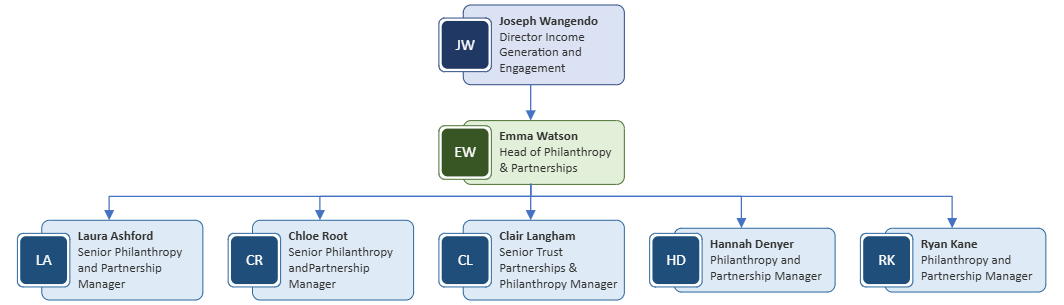 JW
Joseph Wangendo
Director Income
Generation and
Engagement
EW
Emma Watson
Head of Philanthropy
& Partnerships
LA
Laura Ashford
Senior Philanthropy
and Partnership
Manager
CR
Chloe Root
Senior Philanthropy
andPartnership
Manager
CL
Clair Langham
Senior Trust
Partnerships &
Philanthropy Manager
HD
Hannah Denyer
Philanthropy and
Partnership Manager
RK
Ryan Kane
Philanthropy and
Partnership Manager